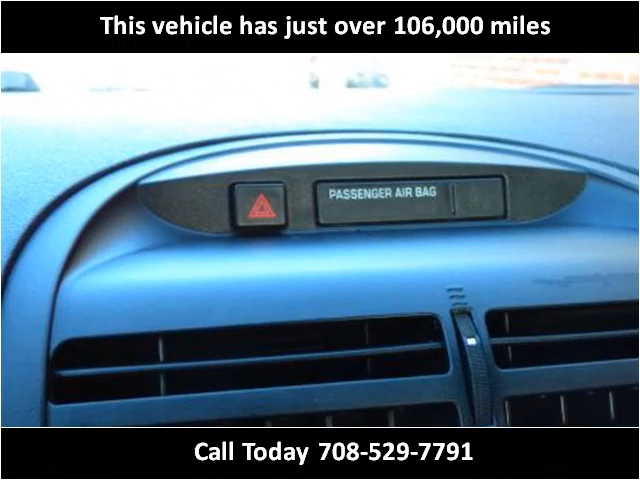 This vehicle has just over 106,000 miles
PASSENGER AIR BAG
Call Today 708-529-7791